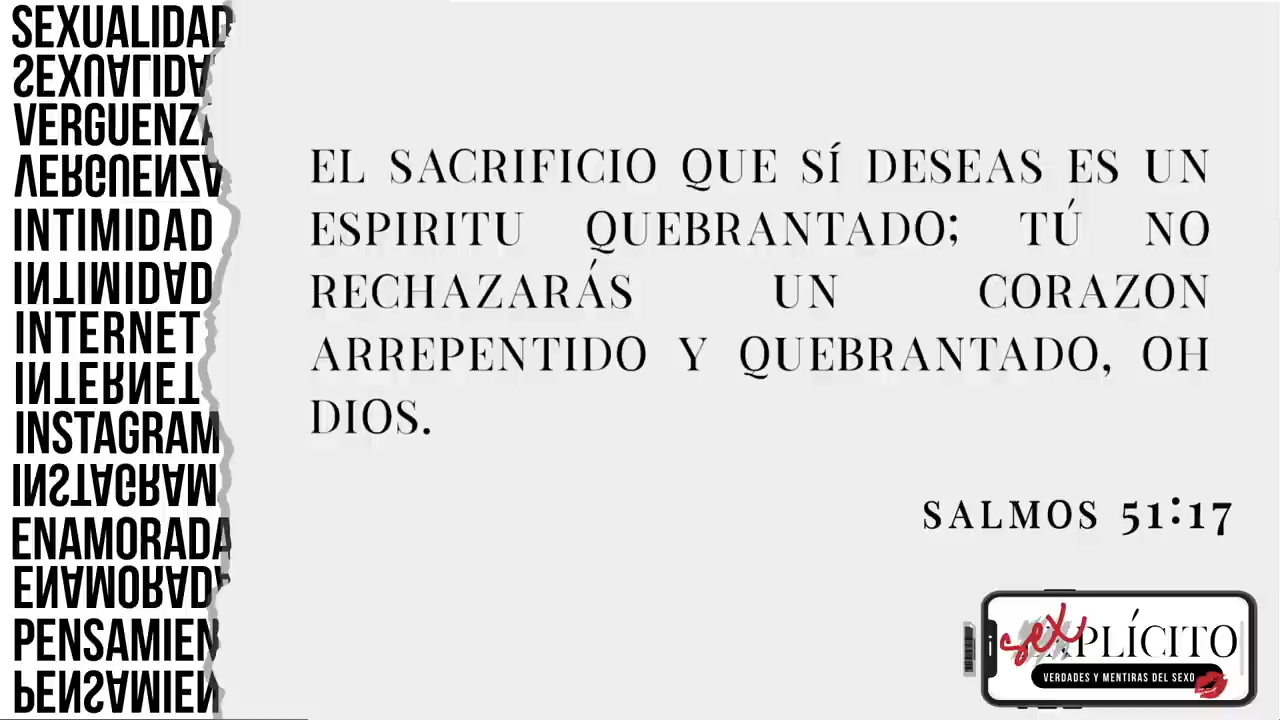 SEXUALIDAD
SEXUALIDA
VERGUENZA
VERGUENZA
INTIMIDAD
INTIMIDAD
INTERNET
INTERNET
INSTAGRAM
INSTAGRAM
ENAMORADA
ENAMORADA
PENSAMIEN
PENSAMIEN
EL SACRIFICIO QUE SÍ DESEAS ES UN
ESPIRITU QUEBRANTADO; TÚ NO
RECHAZARÁS UN CORAZON
ARREPENTIDO Y QUEBRANTADO, OH
DIOS.
SALMOS 51:17
sex EXPLÍCITO
VERDADES Y MENTIRAS DEL SEXO